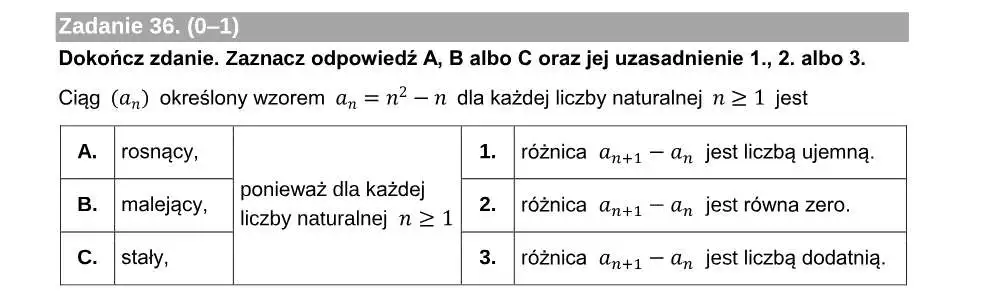 Zadanie 36. (0–1)
Dokończ zdanie. Zaznacz odpowiedź A, B albo C oraz jej uzasadnienie 1., 2. albo 3.
Ciąg (aₙ) określony wzorem aₙ = n² − n dla każdej liczby naturalnej n ≥ 1 jest
A. rosnący,
B. malejący,
C. stały,
ponieważ dla każdej
liczby naturalnej n ≥ 1
1. różnica aₙ₊₁ − aₙ jest liczbą ujemną.
2. różnica aₙ₊₁ − aₙ jest równa zero.
3. różnica aₙ₊₁ − aₙ jest liczbą dodatnią.